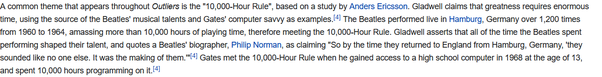 A common theme that appears throughout Outliers is the "10,000-Hour Rule", based on a study by Anders Ericsson. Gladwell claims that greatness requires enormous
time, using the source of the Beatles' musical talents and Gates' computer savvy as examples.[4] The Beatles performed live in Hamburg, Germany over 1,200 times
from 1960 to 1964, amassing more than 10,000 hours of playing time, therefore meeting the 10,000-Hour Rule. Gladwell asserts that all of the time the Beatles spent
performing shaped their talent, and quotes a Beatles' biographer, Philip Norman, as claiming "So by the time they returned to England from Hamburg, Germany, 'they
sounded like no one else. It was the making of them.'"[4] Gates met the 10,000-Hour Rule when he gained access to a high school computer in 1968 at the age of 13,
and spent 10,000 hours programming on it.[4]